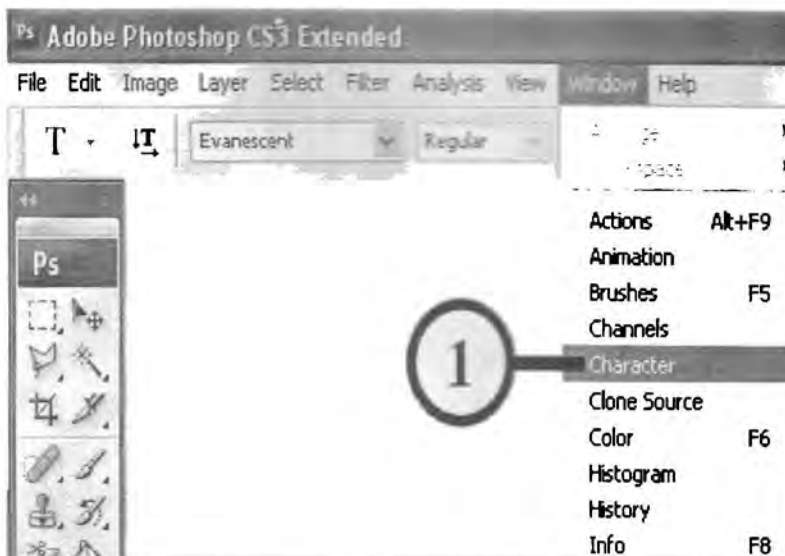 Ps Adobe Photoshop CS3 Extended
File Edit Image Layer Select Filter Analysis View Window Help
T T Evanescent Regular
Ps
Actions Alt+F9
Animation
Brushes F5
Channels
1 Character
Clone Source
Color F6
Histogram
History
Info F8